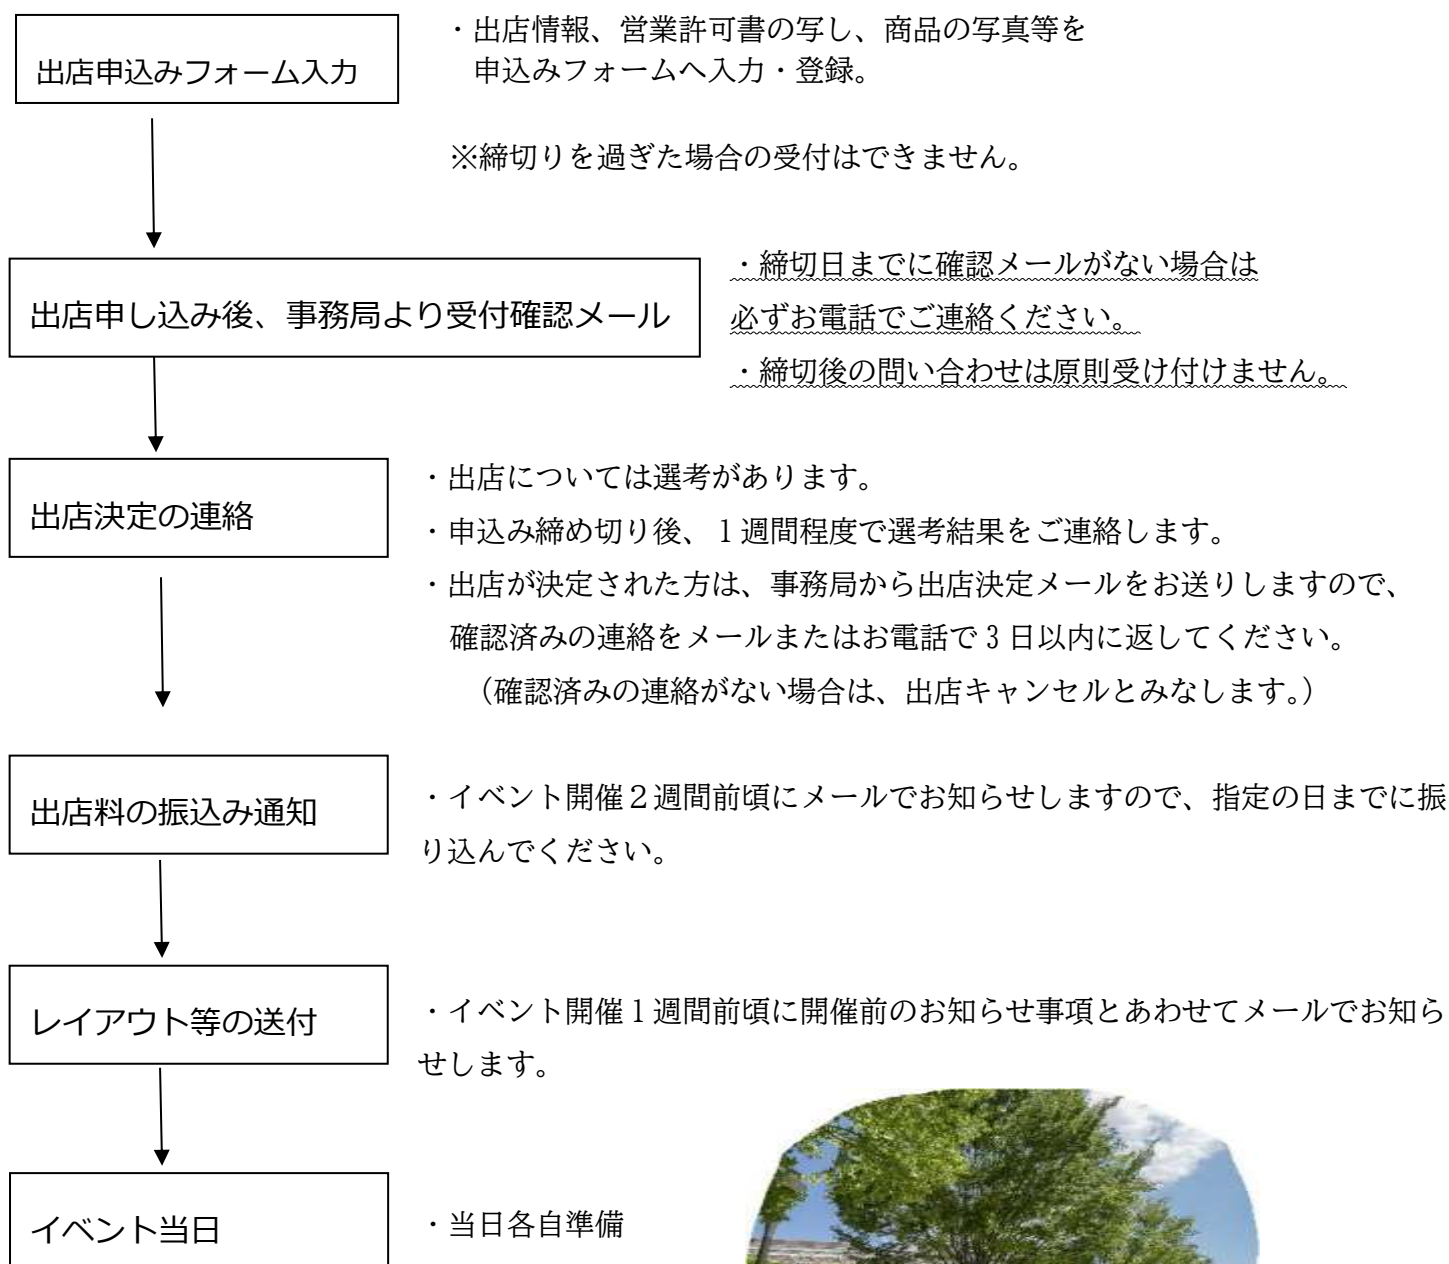 出店申込みフォーム入力
・出店情報、営業許可書の写し、商品の写真等を
申込みフォームへ入力・登録。
※締切りを過ぎた場合の受付はできません。
出店申し込み後、事務局より受付確認メール
・締切日までに確認メールがない場合は
必ずお電話でご連絡ください。
・締切後の問い合わせは原則受け付けません。
出店決定の連絡
・出店については選考があります。
・申込み締め切り後、1週間程度で選考結果をご連絡します。
・出店が決定された方は、事務局から出店決定メールをお送りしますので、
確認済みの連絡をメールまたはお電話で3日以内に返してください。
（確認済みの連絡がない場合は、出店キャンセルとみなします。）
出店料の振込み通知
・イベント開催２週間前頃にメールでお知らせしますので、指定の日までに振
り込んでください。
レイアウト等の送付
・イベント開催１週間前頃に開催前のお知らせ事項とあわせてメールでお知ら
せします。
イベント当日
・当日各自準備